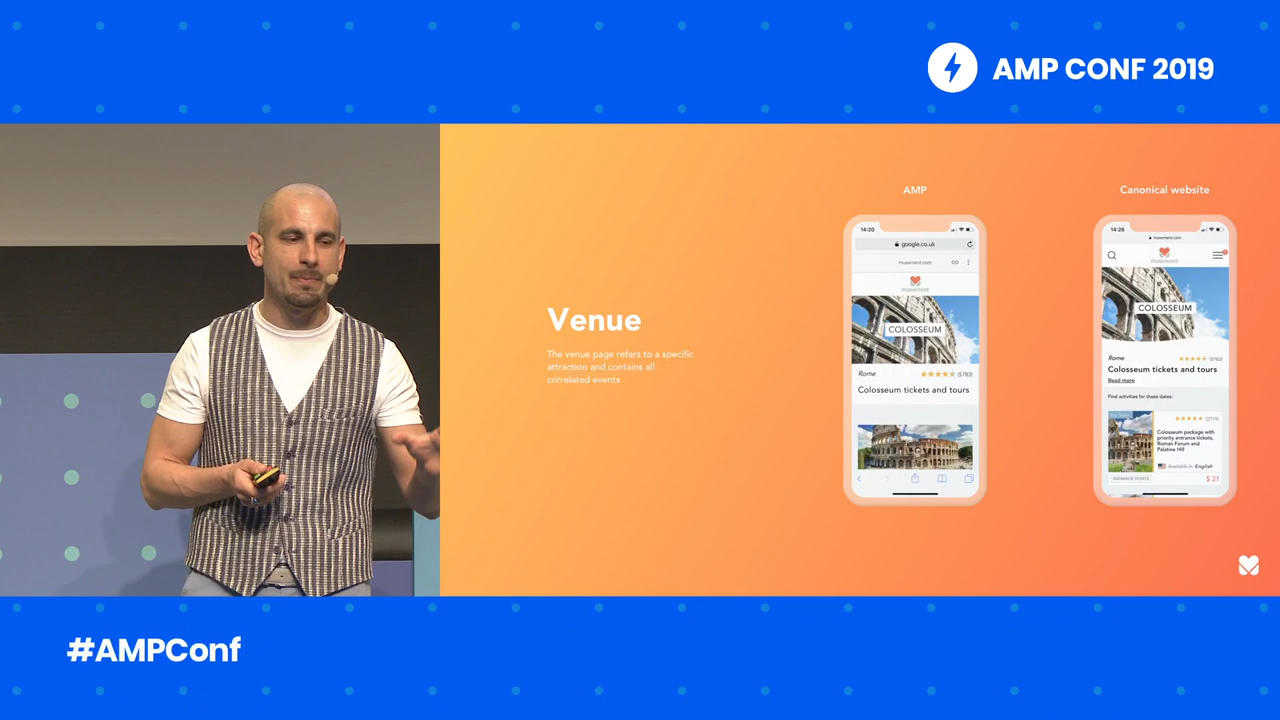 AMP CONF 2019
AMP
Canonical website
Venue
The venue page refers to a specific
attraction and contains all
correlated events
14:20
google.co.uk
musement.com
musement
COLOSSEUM
Rome
(5783)
Colosseum tickets and tours
14:26
musement.com
musement
COLOSSEUM
Rome
(5783)
Colosseum tickets and tours
Read more
Find activities for these dates:
Colosseum package with
priority entrance tickets,
Roman Forum and
Palatine Hill
Available in: English
ENTRANCE TICKETS
$ 21
#AMPConf